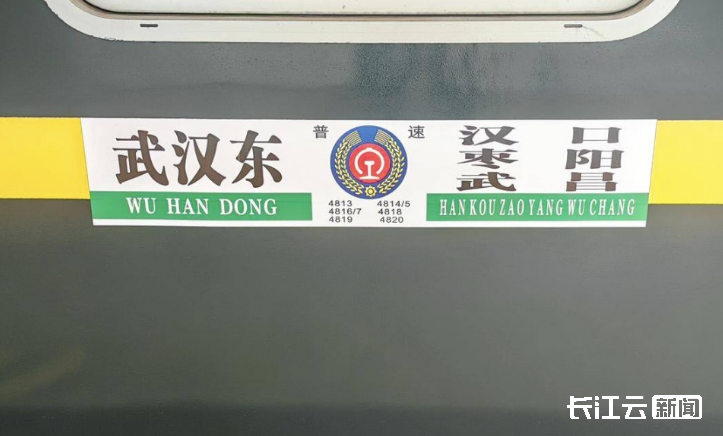 武汉东
WU HAN DONG
普 速
4813 4814/5
4816/7 4818
4819 4820
汉 口
枣 阳
武 昌
HAN KOU ZAO YANG WU CHANG
长江云新闻